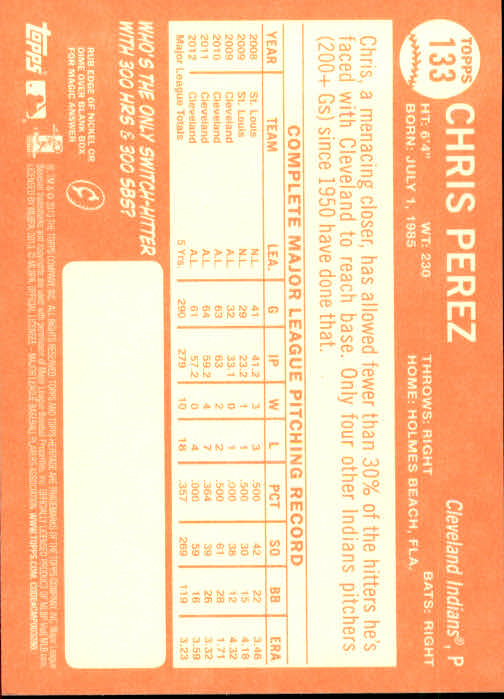 TOPPS
133
CHRIS PEREZ
Cleveland Indians®, P
HT: 6'4" WT: 230 THROWS: RIGHT BATS: RIGHT
BORN: JULY 1, 1985 HOME: HOLMES BEACH, FLA.
Chris, a menacing closer, has allowed fewer than 30% of the hitters he's
faced with Cleveland to reach base. Only four other Indians pitchers
(200+ Gs) since 1950 have done that.
COMPLETE MAJOR LEAGUE PITCHING RECORD
YEAR TEAM LEA. G IP W L PCT SO BB ERA
2008 St. Louis N.L. 41 41.2 3 3 .500 42 22 3.46
2009 St. Louis N.L. 29 23.2 1 1 .500 30 15 4.18
2009 Cleveland A.L. 32 33.1 0 1 .000 38 12 4.32
2010 Cleveland A.L. 63 63 2 2 .500 61 28 1.71
2011 Cleveland A.L. 64 59.2 4 7 .364 39 26 3.32
2012 Cleveland A.L. 61 57.2 0 4 .000 59 16 3.59
Major League Totals 5 Yrs. 290 279 10 18 .357 269 119 3.23
WHO'S THE ONLY SWITCH-HITTER
WITH 300 HRS & 300 SBS?
RUB EDGE OF NICKEL OR
DIME OVER BLANK BOX
FOR MAGIC ANSWER
Topps